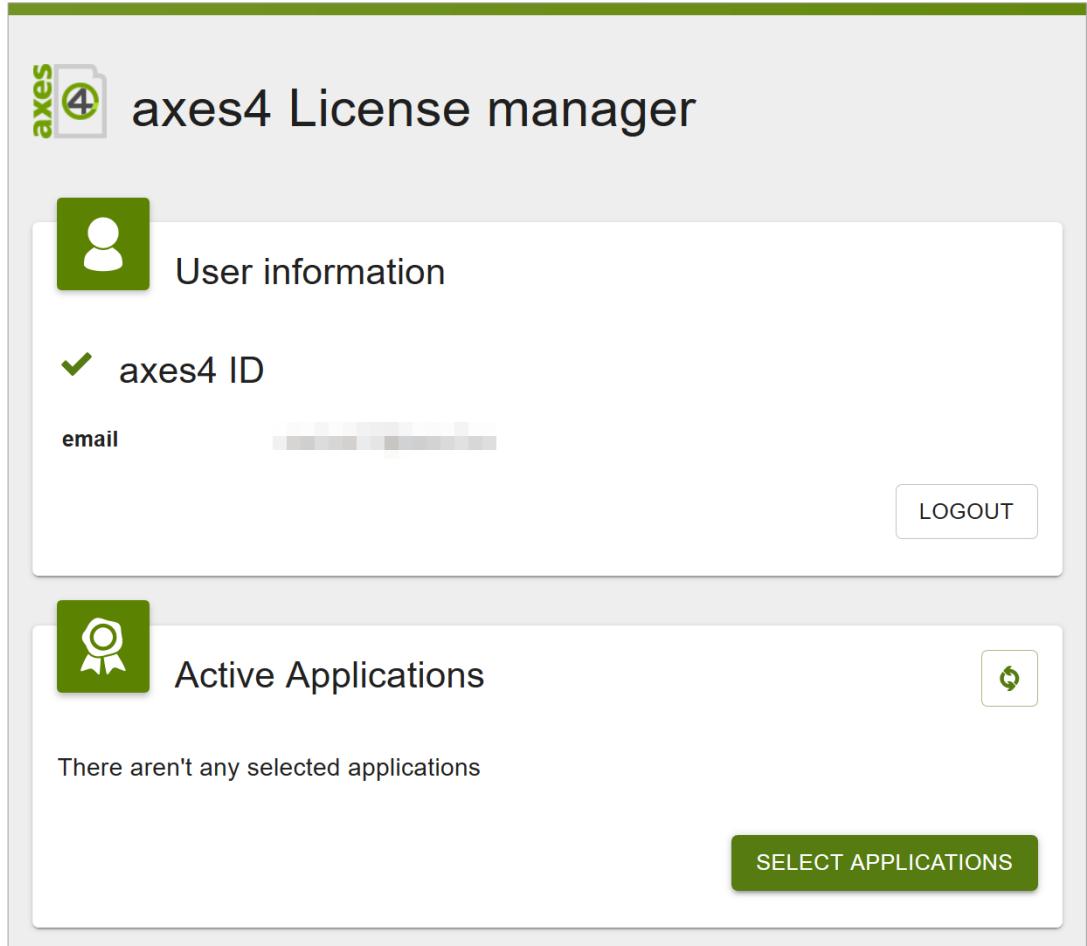 axes4 axes4 License manager
User information
axes4 ID
email
LOGOUT
Active Applications
There aren't any selected applications
SELECT APPLICATIONS